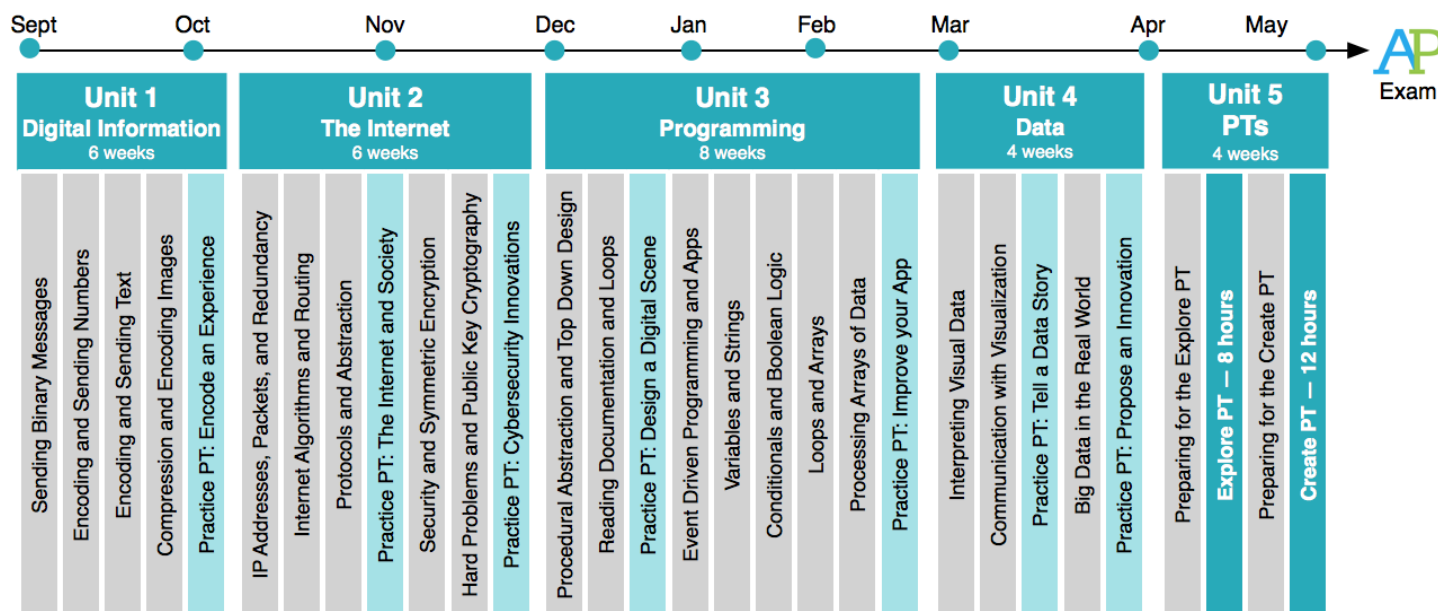 Sept
Oct
Nov
Dec
Jan
Feb
Mar
Apr
May
AP
Exam
Unit 1
Digital Information
6 weeks
Unit 2
The Internet
6 weeks
Unit 3
Programming
8 weeks
Unit 4
Data
4 weeks
Unit 5
PTs
4 weeks
Sending Binary Messages
Encoding and Sending Numbers
Encoding and Sending Text
Compression and Encoding Images
Practice PT: Encode an Experience
IP Addresses, Packets, and Redundancy
Internet Algorithms and Routing
Protocols and Abstraction
Practice PT: The Internet and Society
Security and Symmetric Encryption
Hard Problems and Public Key Cryptography
Practice PT: Cybersecurity Innovations
Procedural Abstraction and Top Down Design
Reading Documentation and Loops
Practice PT: Design a Digital Scene
Event Driven Programming and Apps
Variables and Strings
Conditionals and Boolean Logic
Loops and Arrays
Processing Arrays of Data
Practice PT: Improve your App
Interpreting Visual Data
Communication with Visualization
Practice PT: Tell a Data Story
Big Data in the Real World
Practice PT: Propose an Innovation
Preparing for the Explore PT
Explore PT — 8 hours
Preparing for the Create PT
Create PT — 12 hours